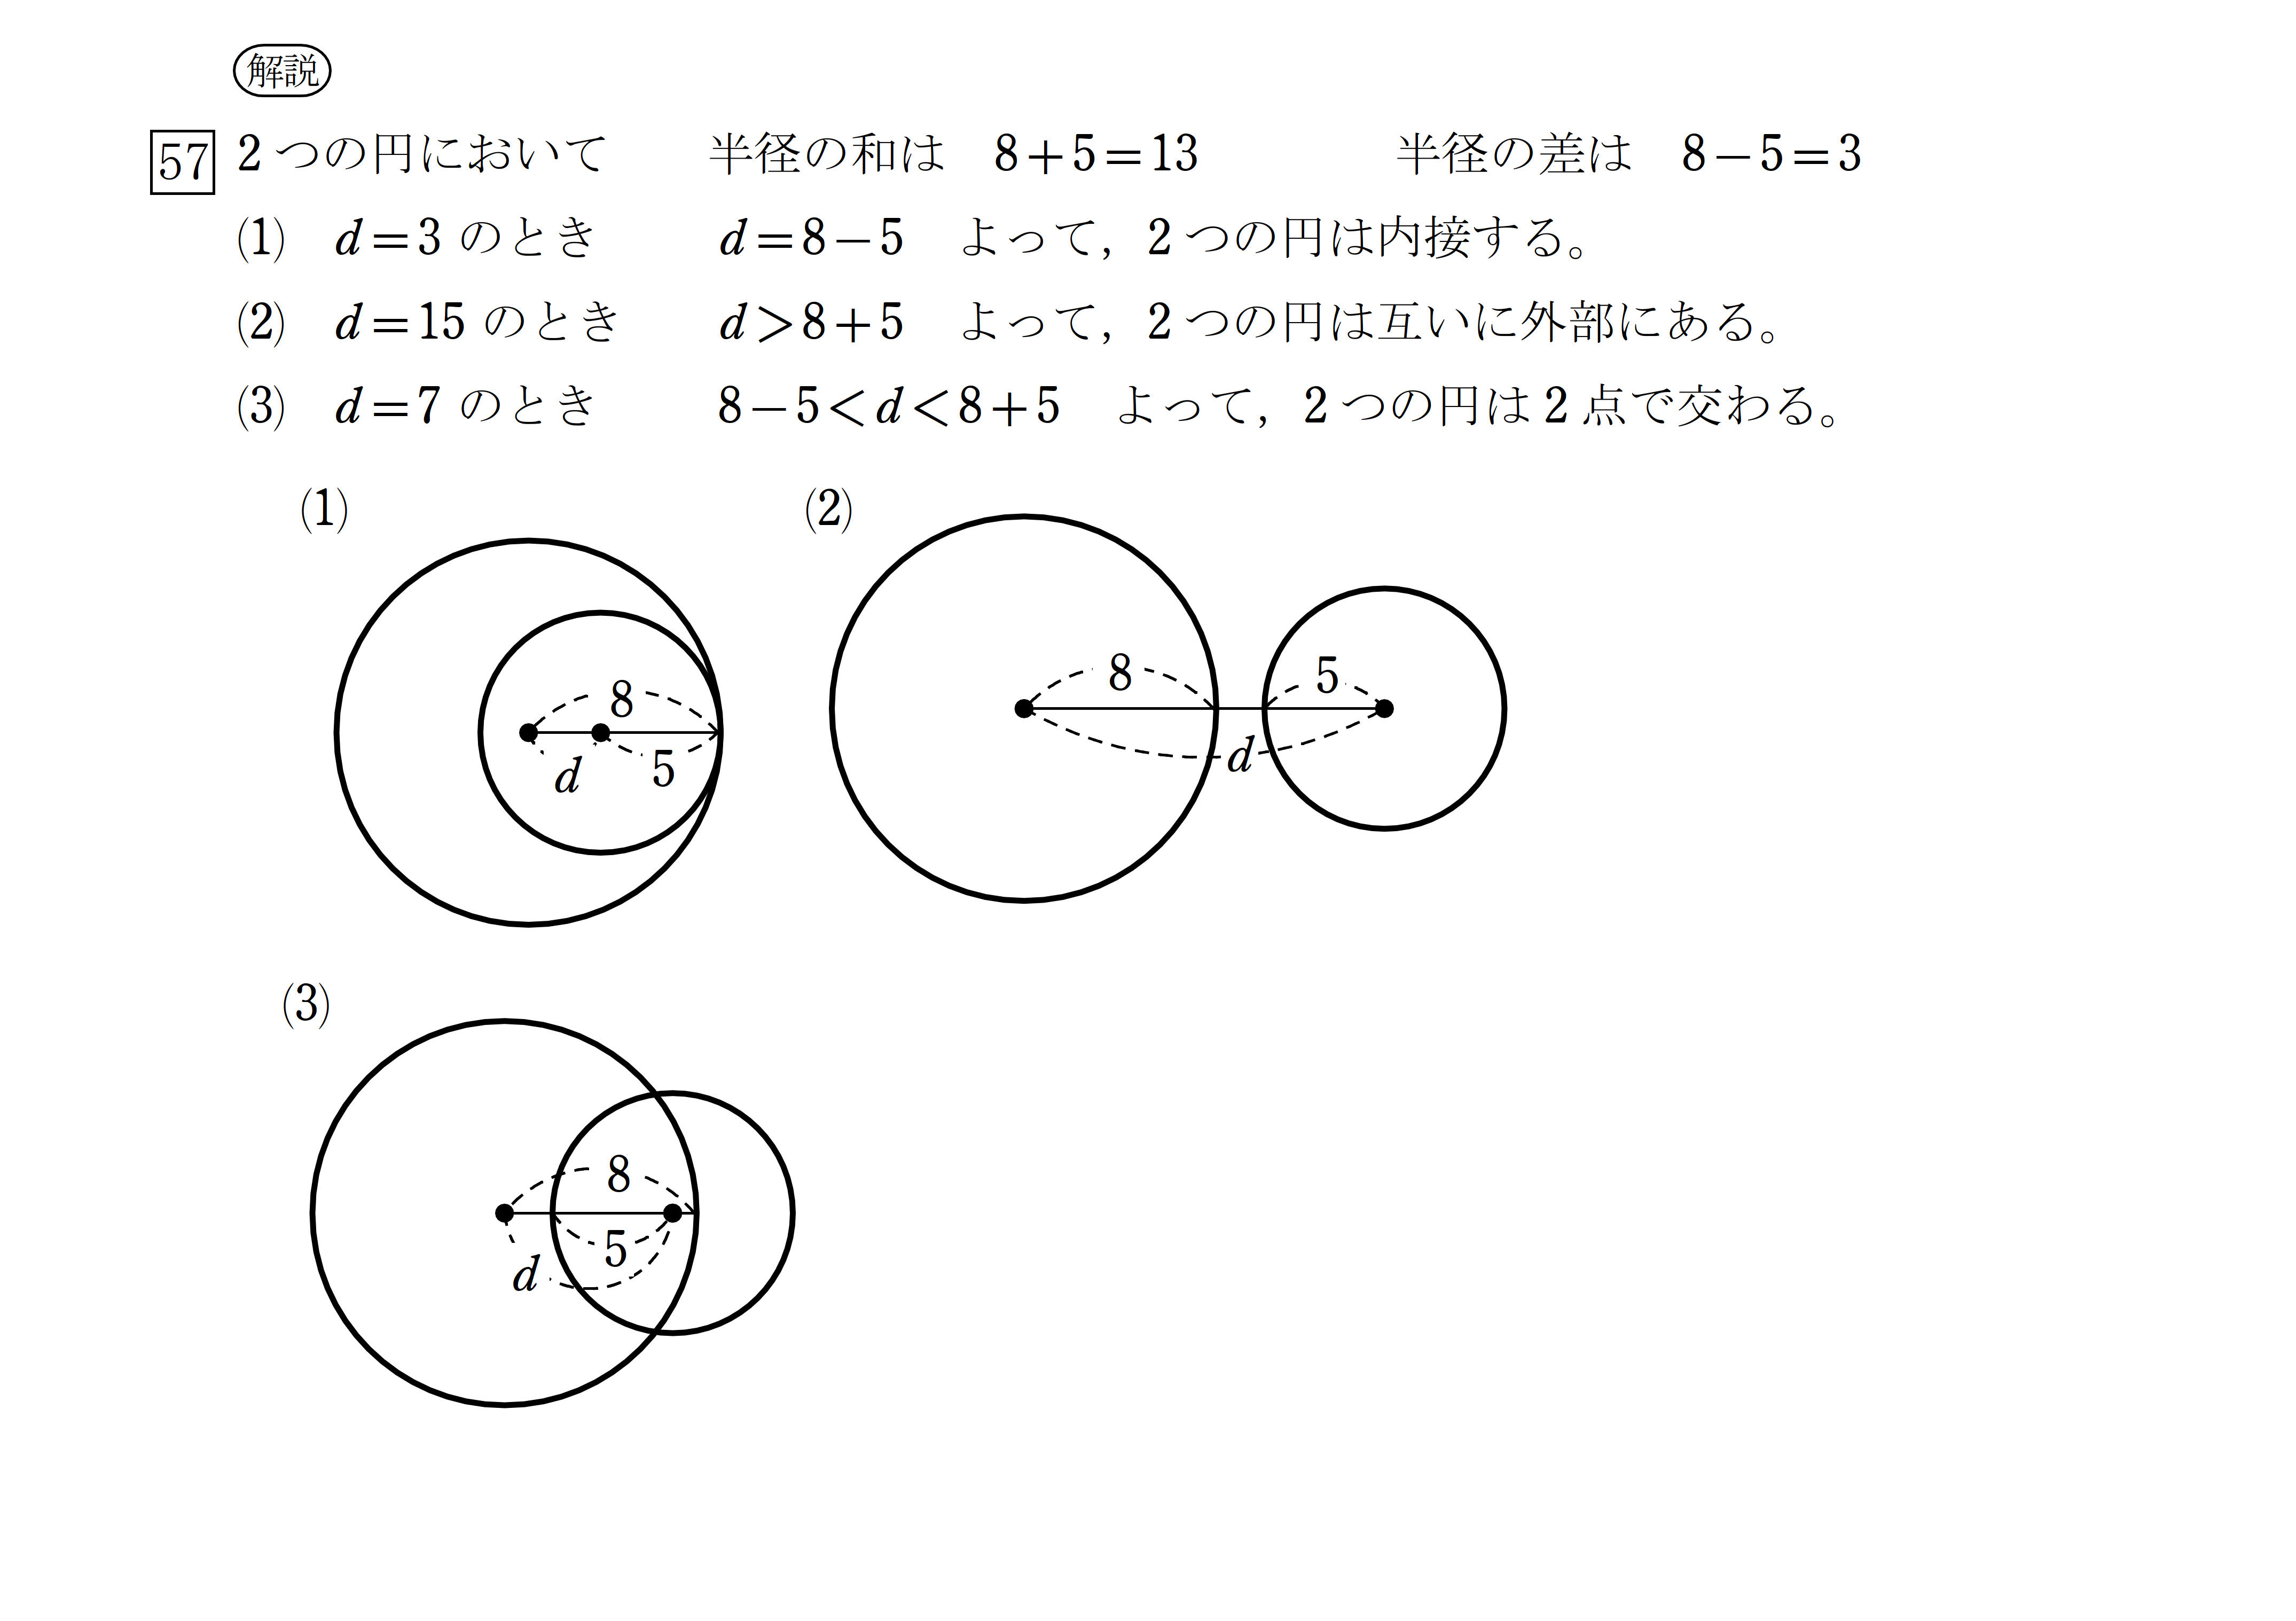 解説
57 2つの円において 半径の和は 8+5=13 半径の差は 8-5=3
(1) d=3 のとき d=8-5 よって，2つの円は内接する。
(2) d=15 のとき d>8+5 よって，2つの円は互いに外部にある。
(3) d=7 のとき 8-5<d<8+5 よって，2つの円は2点で交わる。
(1) (2)
8 8 5
d 5 d
(3)
8
5
d